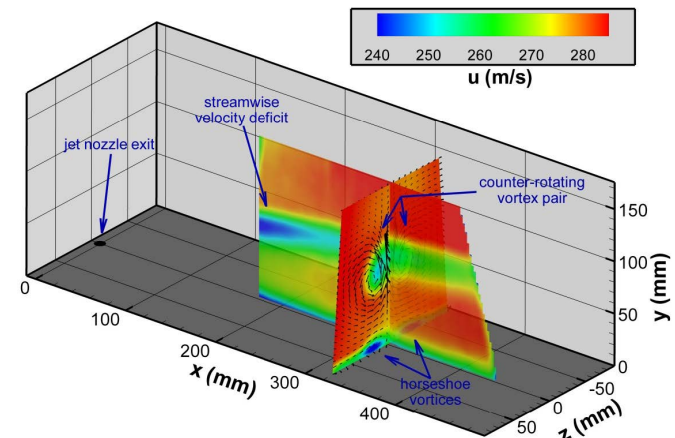 240 250 260 270 280
u (m/s)
streamwise
velocity deficit
jet nozzle exit
counter-rotating
vortex pair
150
100
50
0
y (mm)
0
100
200
300
400
x (mm)
horseshoe
vortices
-50
0
50
z (mm)